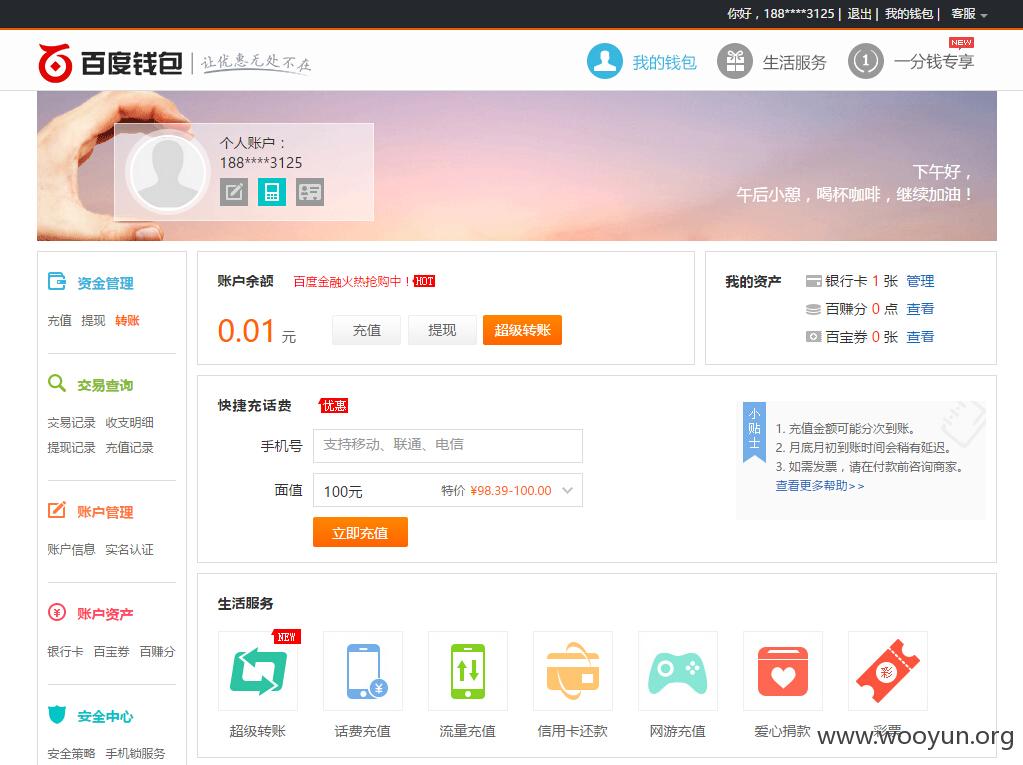 你好，188****3125 | 退出 | 我的钱包 | 客服
百度钱包 | 让优惠无处不在
我的钱包
生活服务
1
一分钱专享
NEW
个人账户：
188****3125
下午好，
午后小憩，喝杯咖啡，继续加油！
资金管理
充值 提现 转账
交易查询
交易记录 收支明细
提现记录 充值记录
账户管理
账户信息 实名认证
¥ 账户资产
银行卡 百宝券 百赚分
安全中心
安全策略 手机锁服务
账户余额 百度金融火热抢购中！HOT
0.01 元 充值 提现 超级转账
我的资产 银行卡 1 张 管理
百赚分 0 点 查看
百宝券 0 张 查看
快捷充话费 优惠
手机号 支持移动、联通、电信
面值 100元 特价 ¥98.39-100.00
立即充值
小贴士
1. 充值金额可能分次到账。
2. 月底月初到账时间会稍有延迟。
3. 如需发票，请在付款前咨询商家。
查看更多帮助>>
生活服务
NEW
¥
彩
超级转账 话费充值 流量充值 信用卡还款 网游充值 爱心捐款 彩票
www.wooyun.org